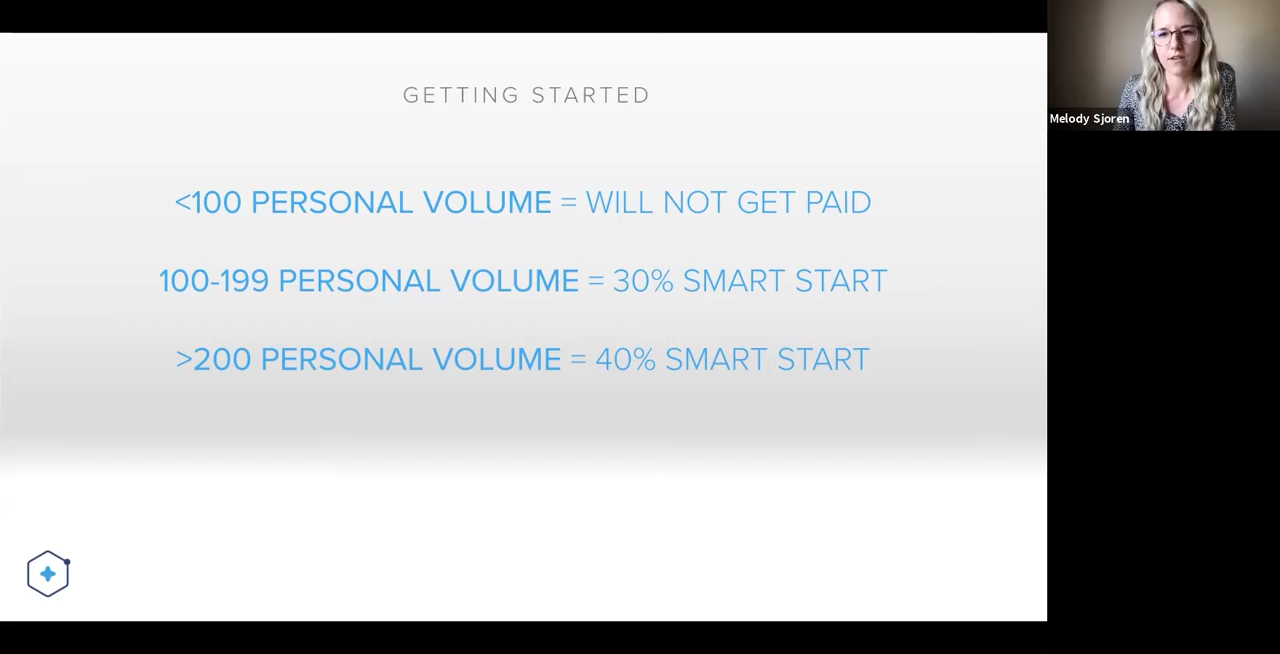 GETTING STARTED
<100 PERSONAL VOLUME = WILL NOT GET PAID
100-199 PERSONAL VOLUME = 30% SMART START
>200 PERSONAL VOLUME = 40% SMART START
Melody Sjoren